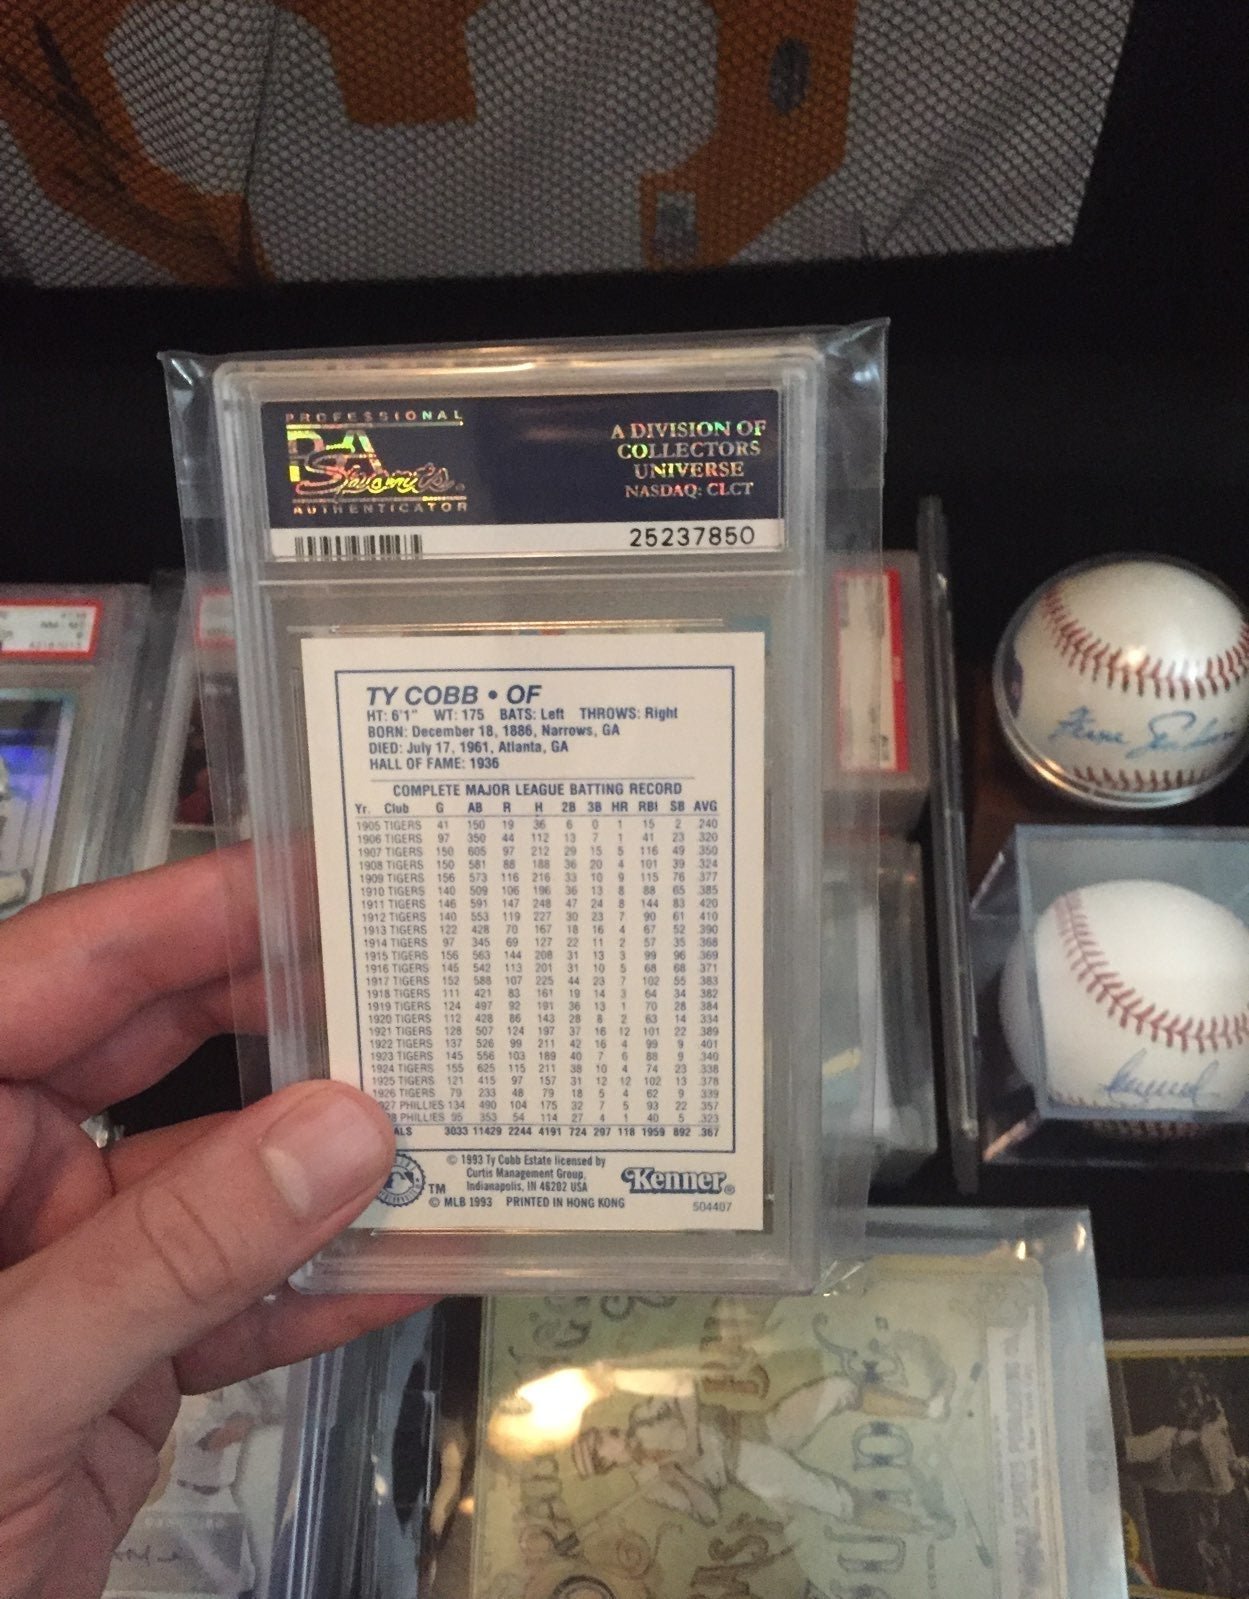 PROFESSIONAL
PSA
Sports
AUTHENTICATOR
A DIVISION OF
COLLECTORS
UNIVERSE
NASDAQ: CLCT
25237850
NM-MT
TY COBB • OF
HT: 6'1" WT: 175 BATS: Left THROWS: Right
BORN: December 18, 1886, Narrows, GA
DIED: July 17, 1961, Atlanta, GA
HALL OF FAME: 1936
COMPLETE MAJOR LEAGUE BATTING RECORD
Yr. Club G AB R H 2B 3B HR RBI SB AVG
1905 TIGERS 41 150 19 36 6 0 1 15 2 .240
1906 TIGERS 97 350 44 112 13 7 1 41 23 .320
1907 TIGERS 150 605 97 212 29 15 5 116 49 .350
1908 TIGERS 150 581 88 188 36 20 4 101 39 .324
1909 TIGERS 156 573 116 216 33 10 9 115 76 .377
1910 TIGERS 140 509 106 196 36 13 8 88 65 .385
1911 TIGERS 146 591 147 248 47 24 8 144 83 .420
1912 TIGERS 140 553 119 227 30 23 7 90 61 .410
1913 TIGERS 122 428 70 167 18 16 4 67 52 .390
1914 TIGERS 97 345 69 127 22 11 2 57 35 .368
1915 TIGERS 156 563 144 208 31 13 3 99 96 .369
1916 TIGERS 145 542 113 201 31 10 5 68 68 .371
1917 TIGERS 152 588 107 225 44 23 7 102 55 .383
1918 TIGERS 111 421 83 161 19 14 3 64 34 .382
1919 TIGERS 124 497 92 191 36 13 1 70 28 .384
1920 TIGERS 112 428 86 143 28 8 2 63 14 .334
1921 TIGERS 128 507 124 197 37 16 12 101 22 .389
1922 TIGERS 137 526 99 211 42 16 4 99 9 .401
1923 TIGERS 145 556 103 189 40 7 6 88 9 .340
1924 TIGERS 155 625 115 211 38 10 4 74 23 .338
1925 TIGERS 121 415 97 157 31 12 12 102 13 .378
1926 TIGERS 79 233 48 79 18 5 4 62 9 .339
27 PHILLIES 134 490 104 175 32 7 5 93 22 .357
8 PHILLIES 95 353 54 114 27 4 1 40 5 .323
ALS 3033 11429 2244 4191 724 297 118 1959 892 .367
© 1993 Ty Cobb Estate licensed by
Curtis Management Group,
Indianapolis, IN 46202 USA
TM
© MLB 1993 PRINTED IN HONG KONG
Kenner®
504407